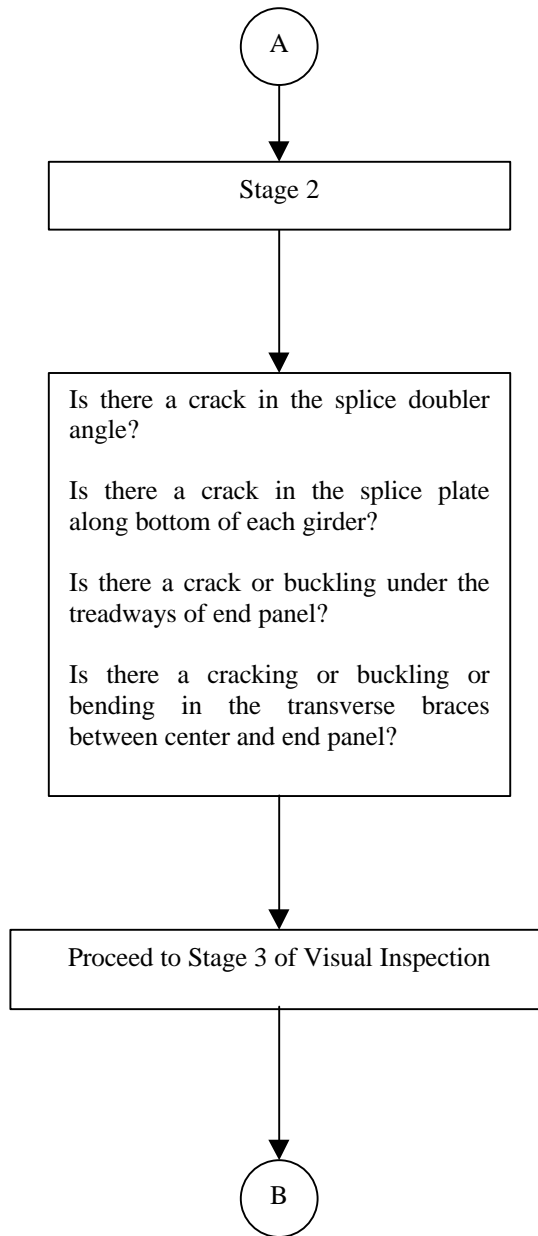 A
Stage 2
Is there a crack in the splice doubler
angle?
Is there a crack in the splice plate
along bottom of each girder?
Is there a crack or buckling under the
treadways of end panel?
Is there a cracking or buckling or
bending in the transverse braces
between center and end panel?
Proceed to Stage 3 of Visual Inspection
B